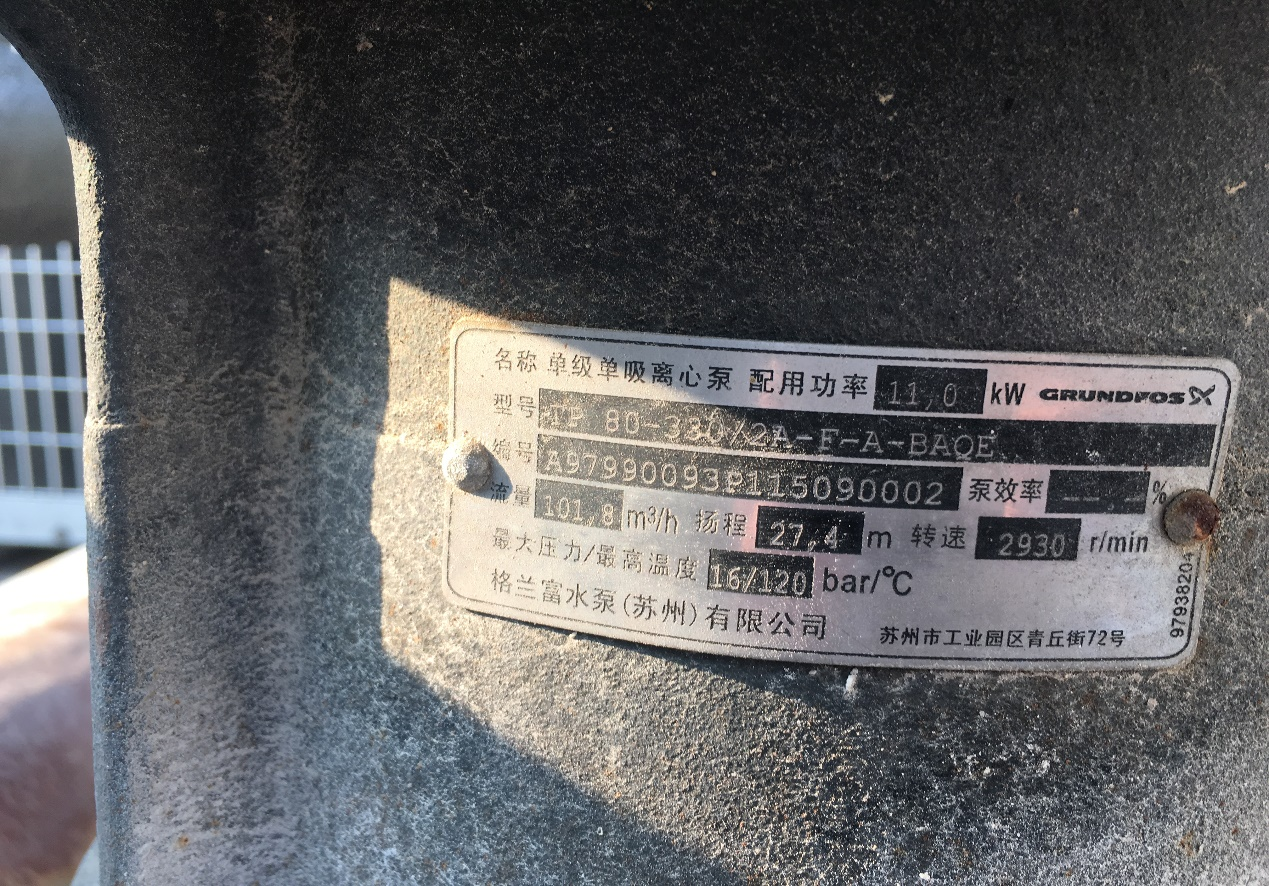 名称 单级单吸离心泵 配用功率 11,0 kW GRUNDFOS
型号 TP 80-330/2A-F-A-BAQE
编号 A97990093P115090002 泵效率 -- - %
流量 101,8 m³/h 扬程 27,4 m 转速 2930 r/min
最大压力/最高温度 16/120 bar/℃
格兰富水泵(苏州)有限公司 苏州市工业园区青丘街72号
97938204